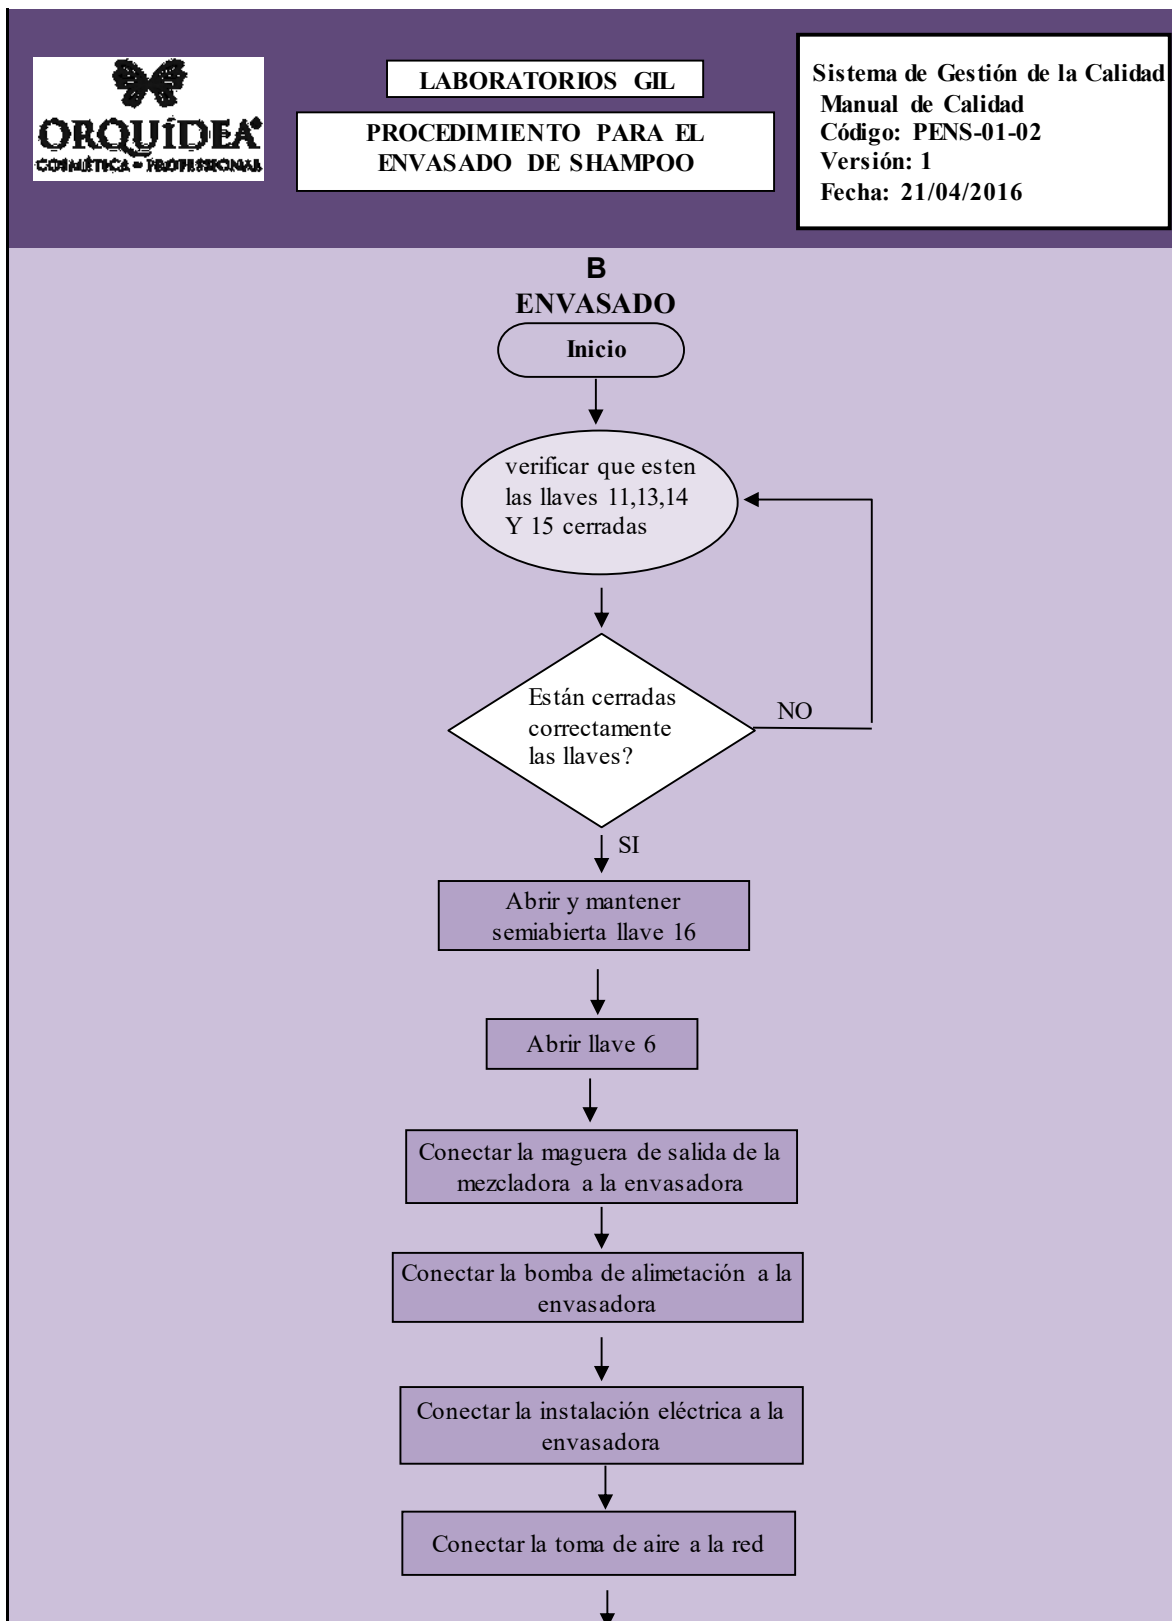 ORQUÍDEA
COSMÉTICA - PROFESSIONAL
LABORATORIOS GIL
PROCEDIMIENTO PARA EL
ENVASADO DE SHAMPOO
Sistema de Gestión de la Calidad
Manual de Calidad
Código: PENS-01-02
Versión: 1
Fecha: 21/04/2016
B
ENVASADO
Inicio
verificar que esten
las llaves 11,13,14
Y 15 cerradas
Están cerradas
correctamente
las llaves?
NO
SI
Abrir y mantener
semiabierta llave 16
Abrir llave 6
Conectar la maguera de salida de la
mezcladora a la envasadora
Conectar la bomba de alimetación a la
envasadora
Conectar la instalación eléctrica a la
envasadora
Conectar la toma de aire a la red